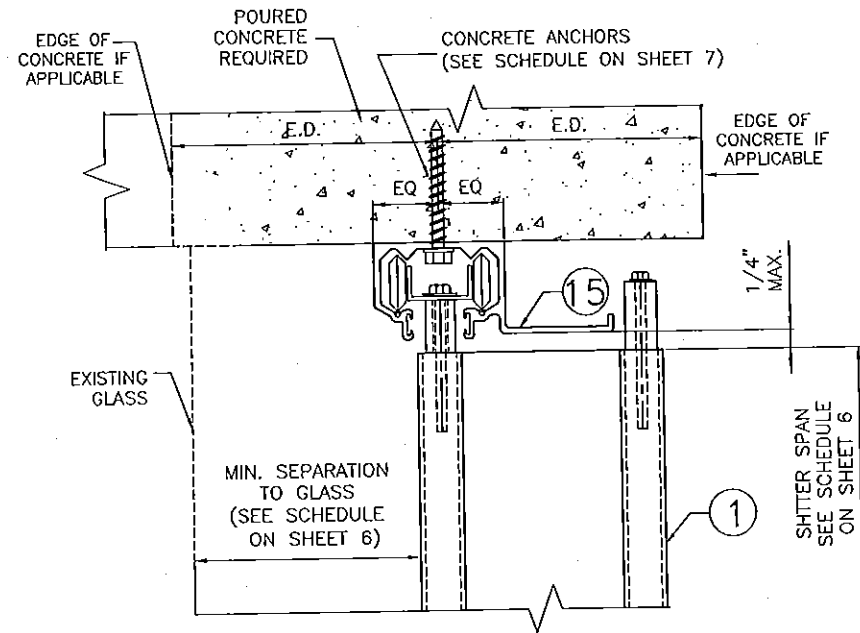 POURED
CONCRETE
REQUIRED
EDGE OF
CONCRETE IF
APPLICABLE
CONCRETE ANCHORS
(SEE SCHEDULE ON SHEET 7)
E.D.
E.D.
EDGE OF
CONCRETE IF
APPLICABLE
EQ
EQ
1/4"
MAX.
15
EXISTING
GLASS
MIN. SEPARATION
TO GLASS
(SEE SCHEDULE
ON SHEET 6)
1
SHTTER SPAN
SEE SCHEDULE
ON SHEET 6